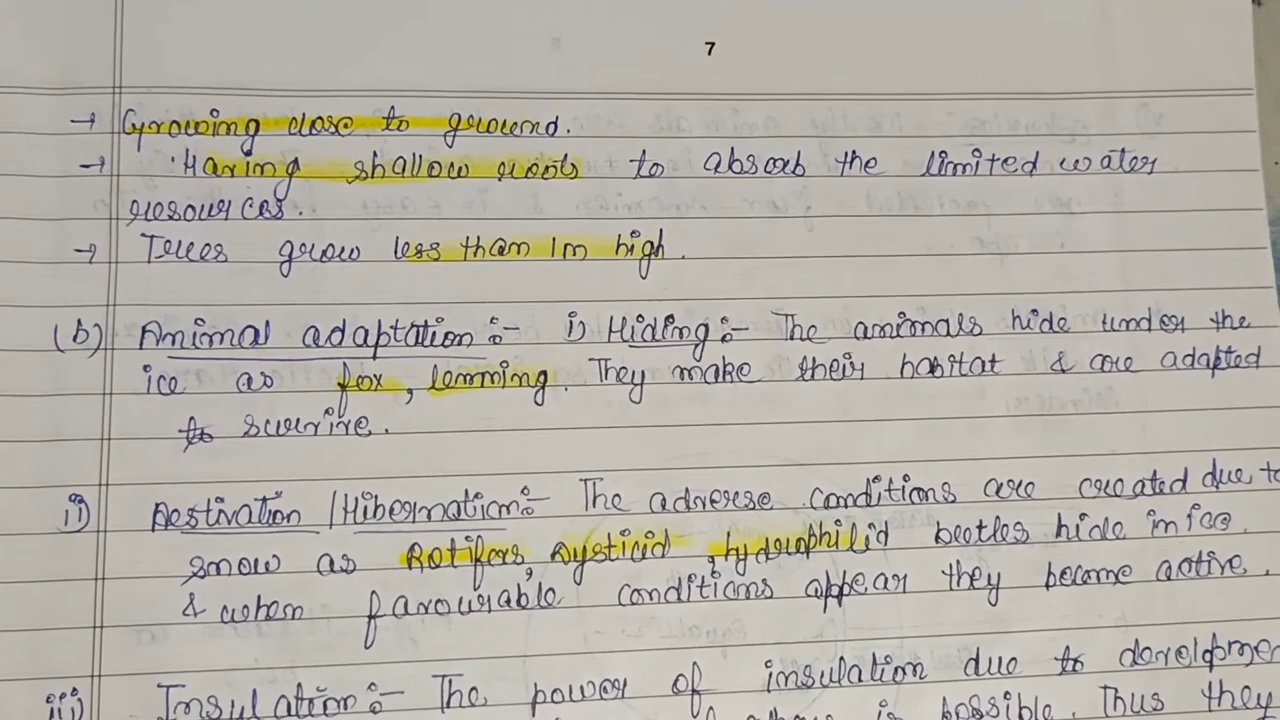 7
→ Growing close to ground.
→ Having shallow roots to absorb the limited water
resources.
→ Trees grow less than 1m high.
(b) Animal adaptation :- i) Hiding :- The animals hide under the
ice as fox, lemming. They make their habitat & are adapted
to survive.
ii) Aestivation / Hibernation :- The adverse conditions are created due to
snow as Rotifers, Dysticid, hydrophilid beetles hide in ice
& when favourable conditions appear they become active.
iii) Insulation :- The power of insulation due to developmen
is possible. Thus they